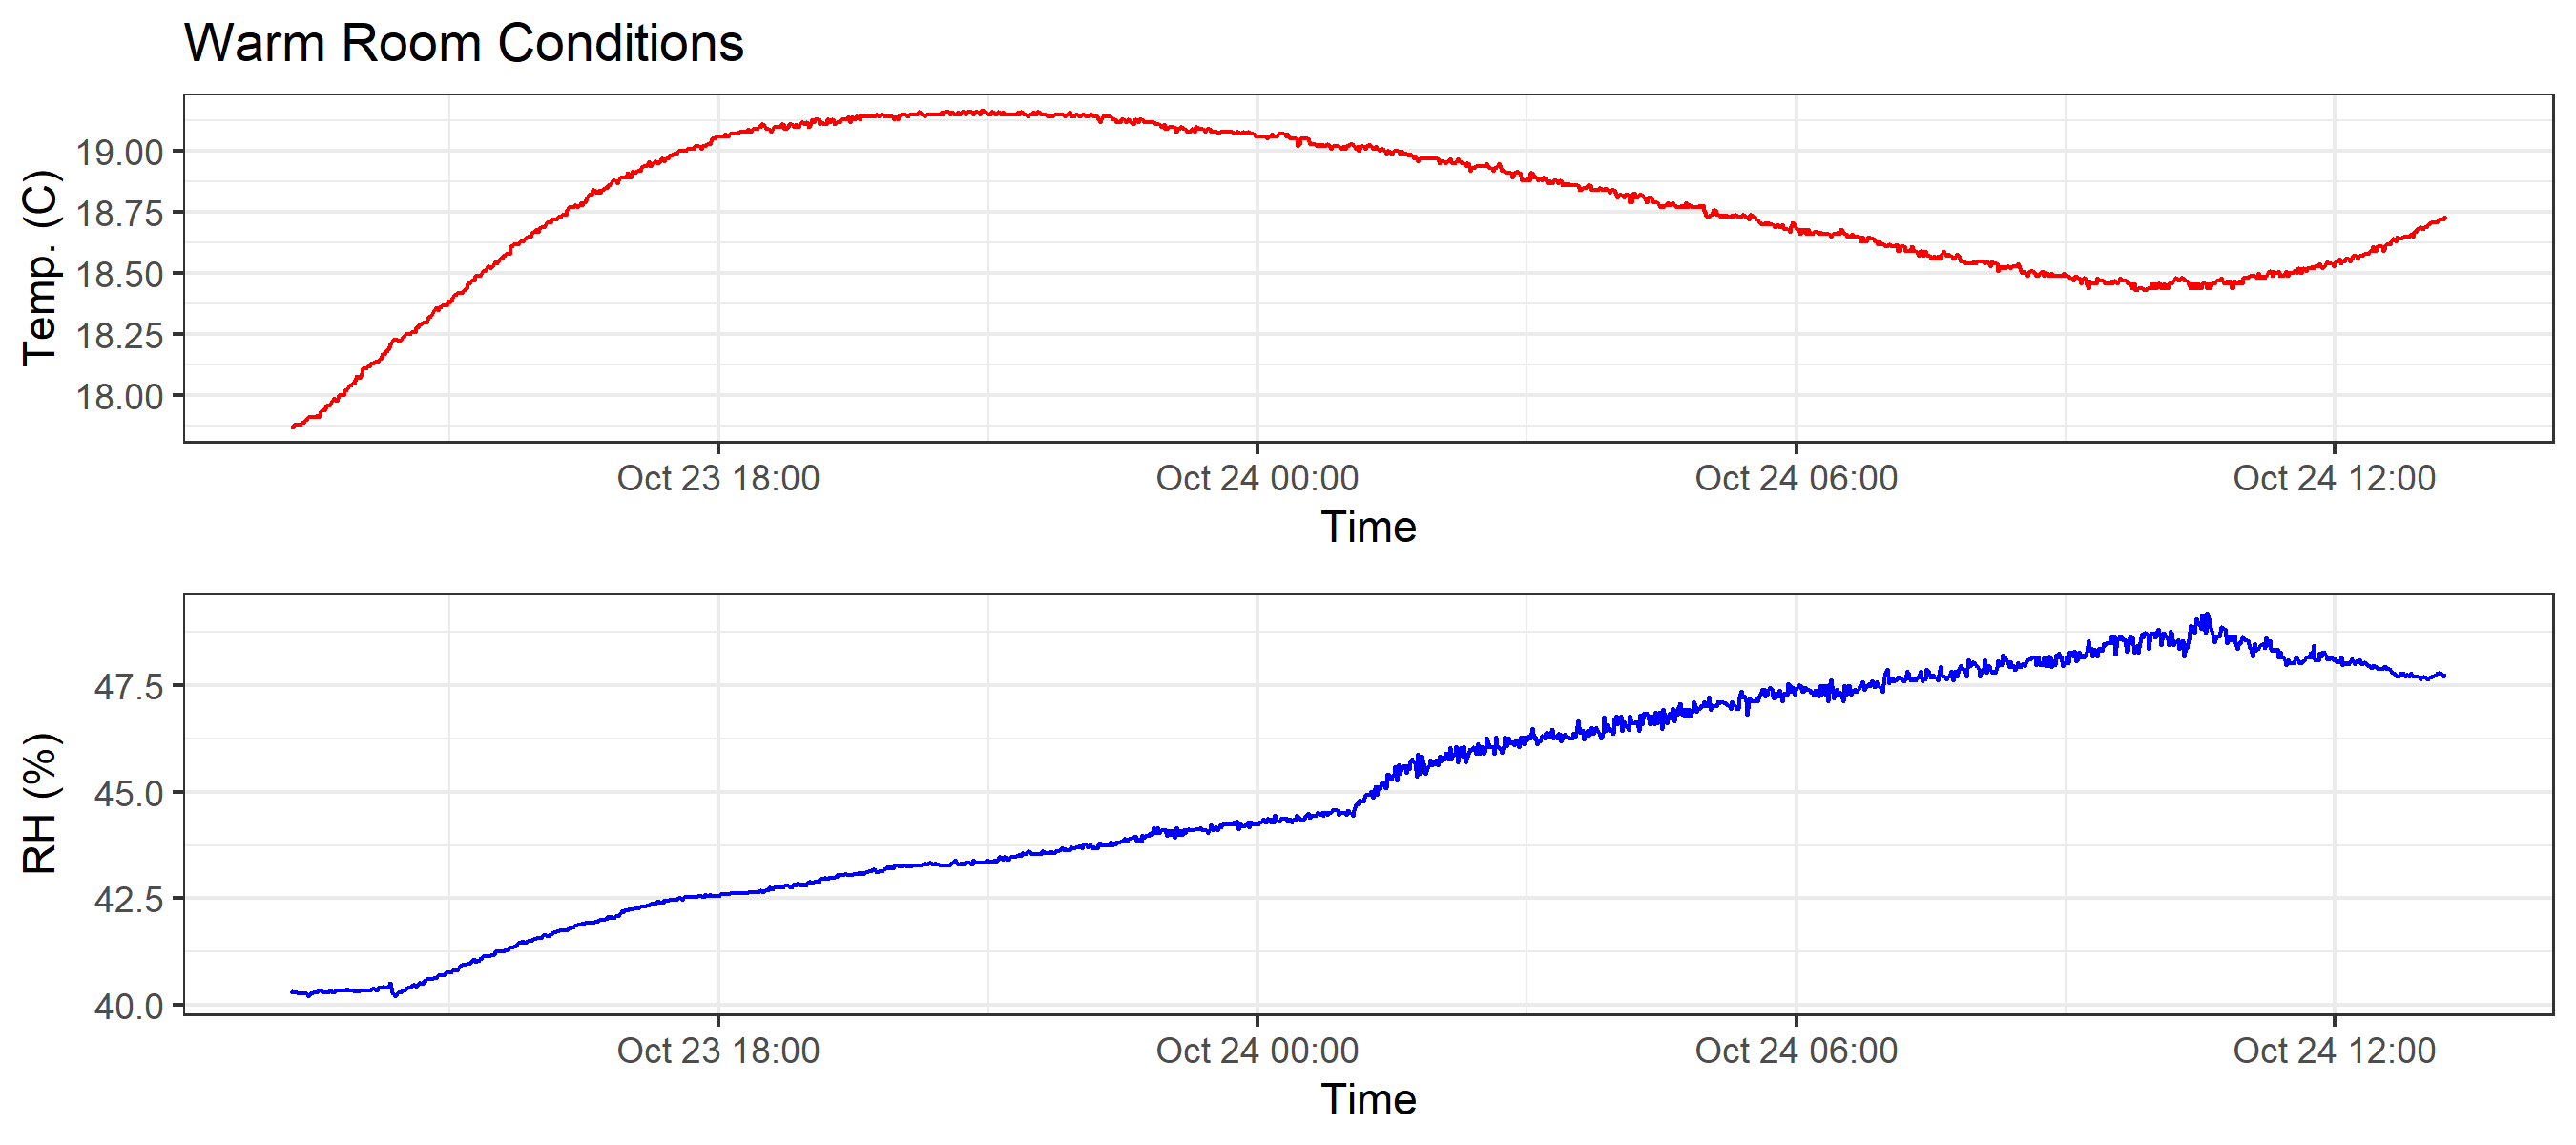 Warm Room Conditions
Temp. (C)
19.00
18.75
18.50
18.25
18.00
Oct 23 18:00 Oct 24 00:00 Oct 24 06:00 Oct 24 12:00
Time
RH (%)
47.5
45.0
42.5
40.0
Oct 23 18:00 Oct 24 00:00 Oct 24 06:00 Oct 24 12:00
Time